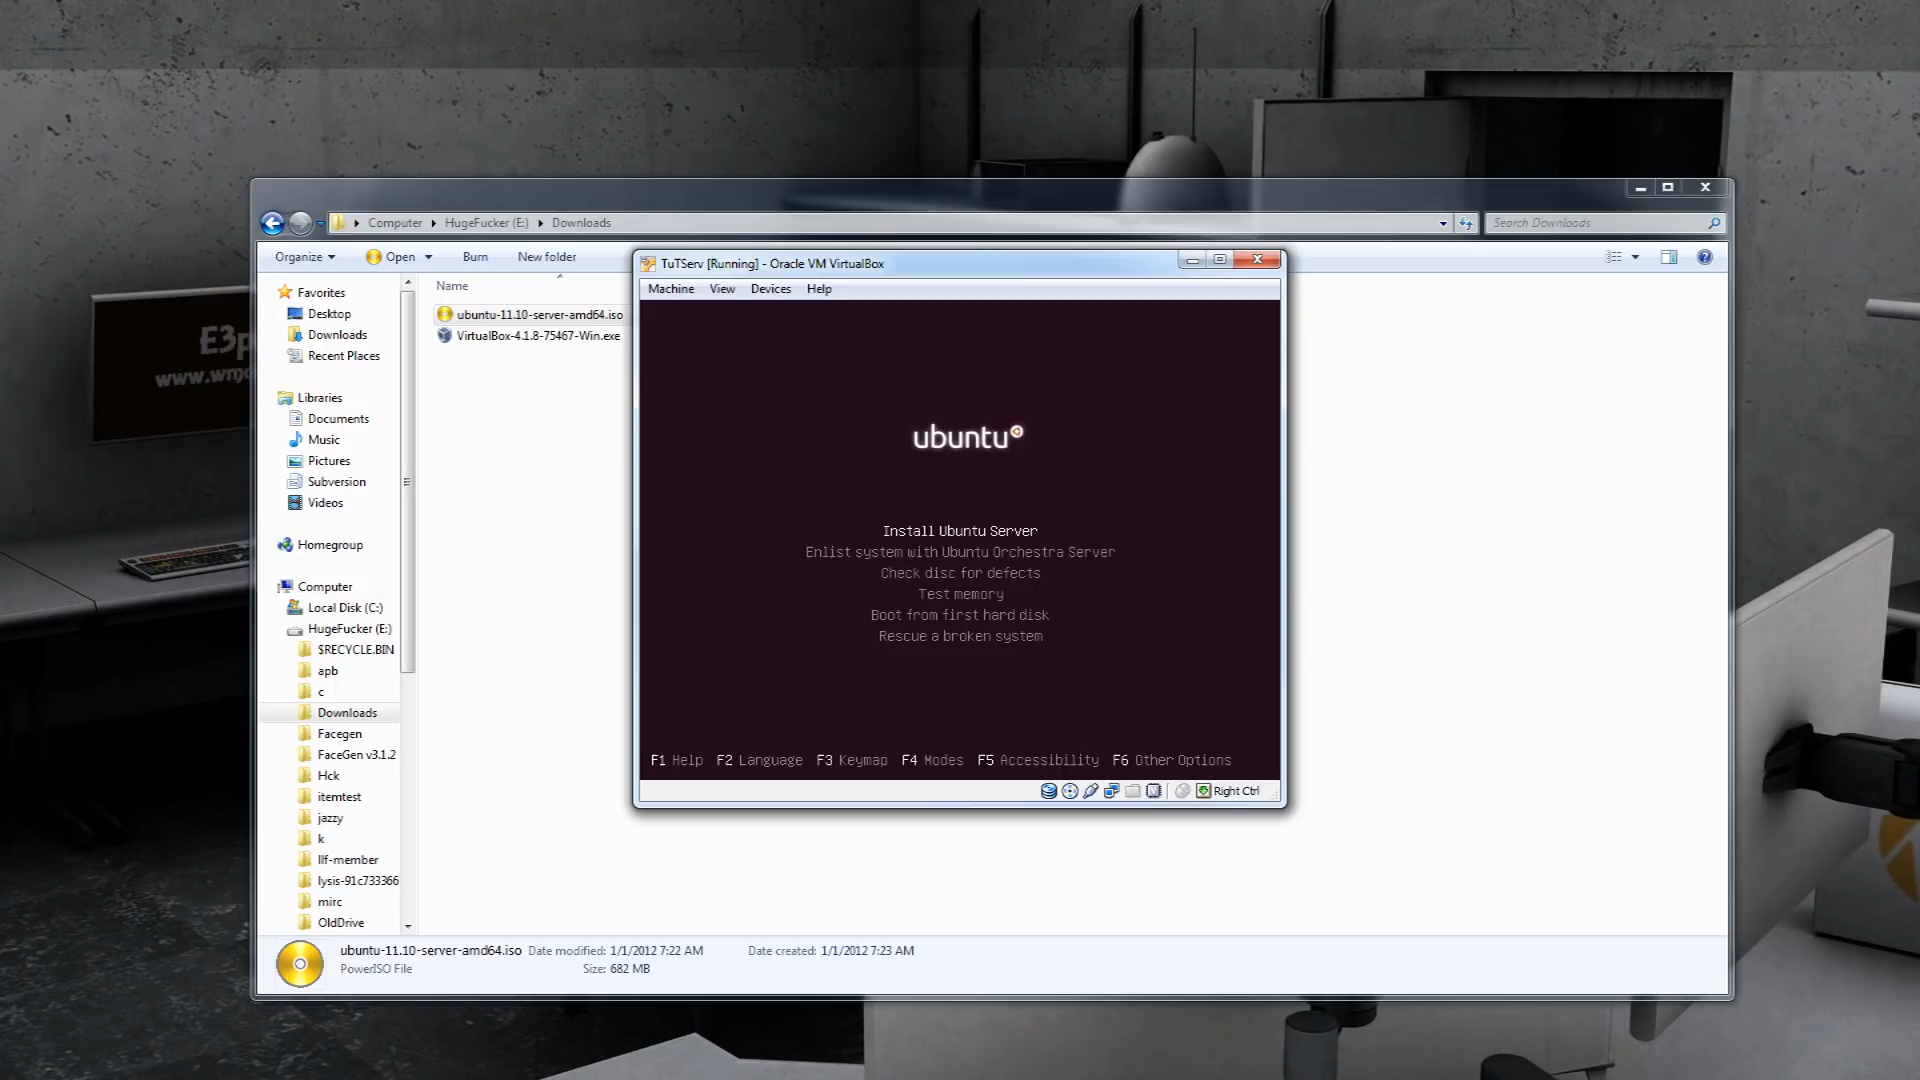 Computer HugeFucker (E:) Downloads
Search Downloads
Organize Open Burn New folder
Favorites
Desktop
Downloads
Recent Places
Libraries
Documents
Music
Pictures
Subversion
Videos
Homegroup
Computer
Local Disk (C:)
HugeFucker (E:)
$RECYCLE.BIN
apb
c
Downloads
Facegen
FaceGen v3.1.2
Hck
itemtest
jazzy
k
llf-member
lysis-91c733366
mirc
OldDrive
Name
ubuntu-11.10-server-amd64.iso
VirtualBox-4.1.8-75467-Win.exe
TuTServ [Running] - Oracle VM VirtualBox
Machine View Devices Help
ubuntu
Install Ubuntu Server
Enlist system with Ubuntu Orchestra Server
Check disc for defects
Test memory
Boot from first hard disk
Rescue a broken system
F1 Help F2 Language F3 Keymap F4 Modes F5 Accessibility F6 Other Options
Right Ctrl
ubuntu-11.10-server-amd64.iso Date modified: 1/1/2012 7:22 AM Date created: 1/1/2012 7:23 AM
PowerISO File Size: 682 MB